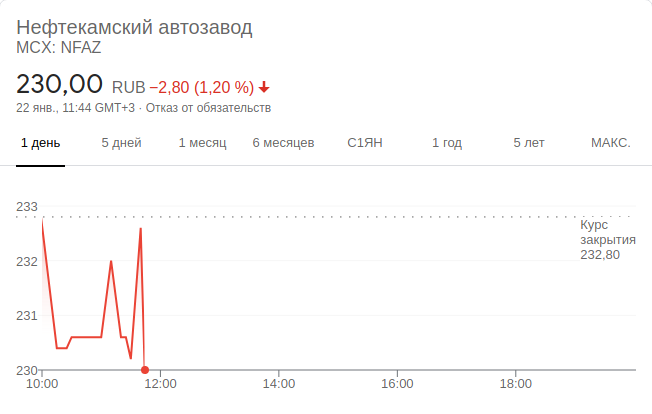 Нефтекамский автозавод
MCX: NFAZ
230,00 RUB −2,80 (1,20 %)
22 янв., 11:44 GMT+3 · Отказ от обязательств
1 день 5 дней 1 месяц 6 месяцев С1ЯН 1 год 5 лет МАКС.
233
Курс
закрытия
232,80
232
231
230
10:00 12:00 14:00 16:00 18:00